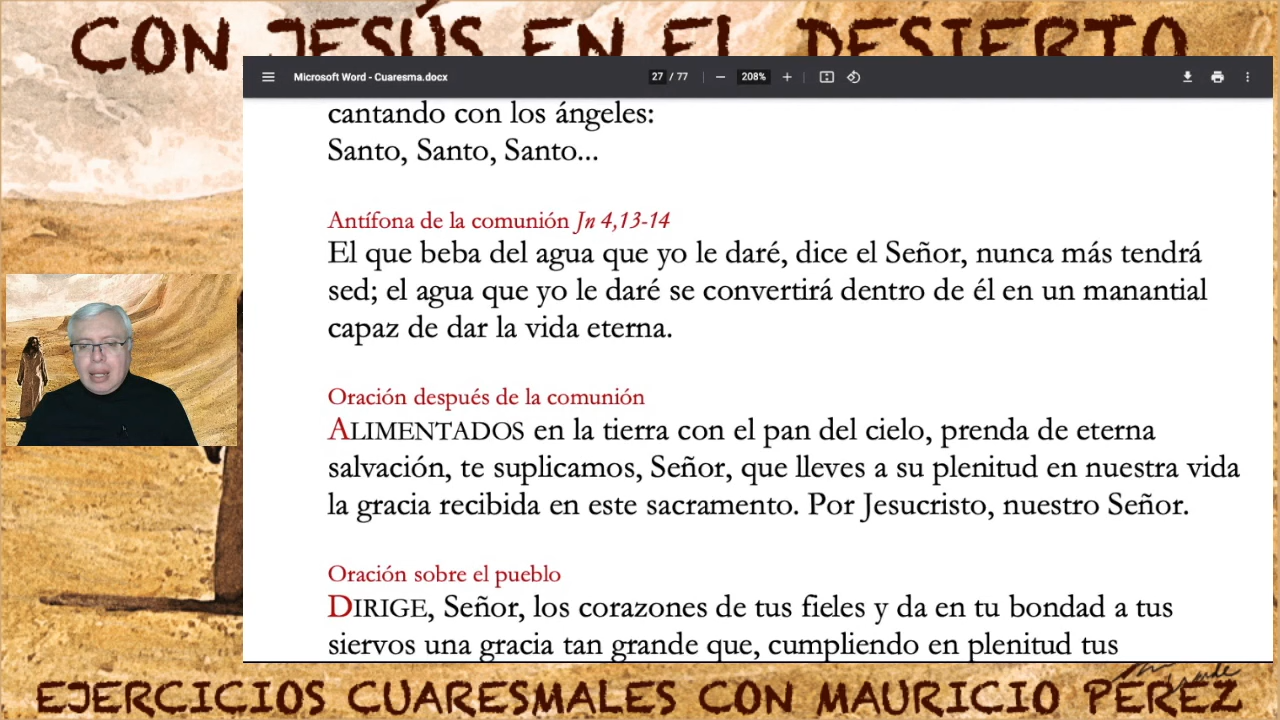 CON JESÚS EN EL DESIERTO
Microsoft Word - Cuaresma.docx
27 / 77
208%
cantando con los ángeles:
Santo, Santo, Santo...
Antífona de la comunión Jn 4,13-14
El que beba del agua que yo le daré, dice el Señor, nunca más tendrá
sed; el agua que yo le daré se convertirá dentro de él en un manantial
capaz de dar la vida eterna.
Oración después de la comunión
ALIMENTADOS en la tierra con el pan del cielo, prenda de eterna
salvación, te suplicamos, Señor, que lleves a su plenitud en nuestra vida
la gracia recibida en este sacramento. Por Jesucristo, nuestro Señor.
Oración sobre el pueblo
DIRIGE, Señor, los corazones de tus fieles y da en tu bondad a tus
siervos una gracia tan grande que, cumpliendo en plenitud tus
EJERCICIOS CUARESMALES CON MAURICIO PÉREZ